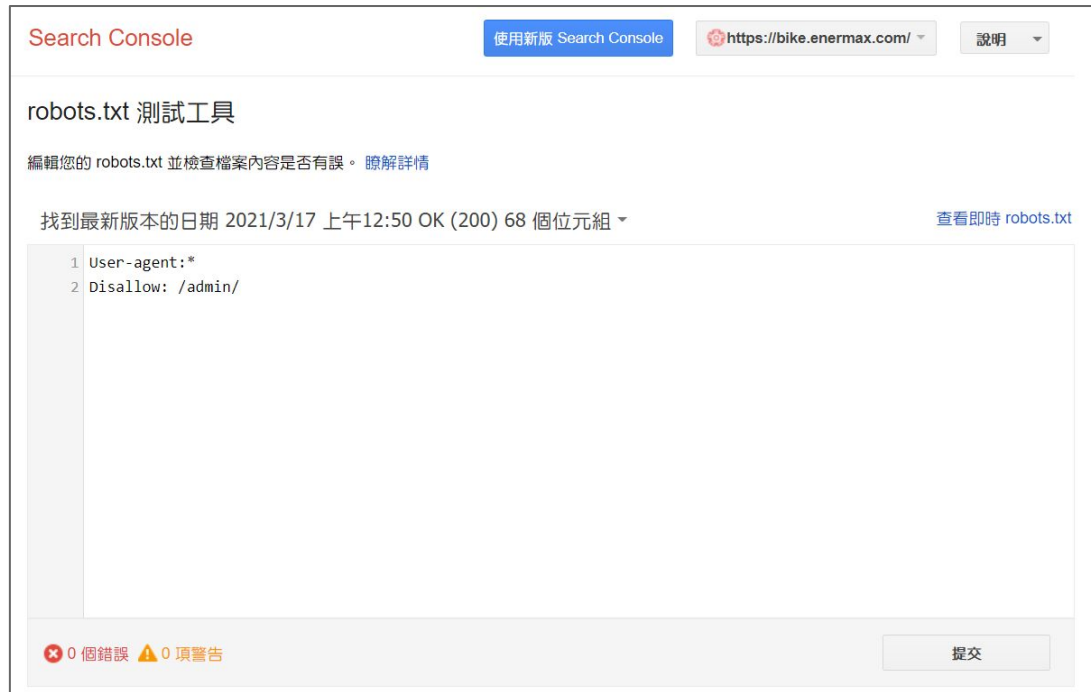 Search Console
使用新版 Search Console
https://bike.enermax.com/
說明
robots.txt 測試工具
編輯您的 robots.txt 並檢查檔案內容是否有誤。 瞭解詳情
找到最新版本的日期 2021/3/17 上午12:50 OK (200) 68 個位元組
查看即時 robots.txt
1 User-agent:*
2 Disallow: /admin/
0 個錯誤 0 項警告
提交